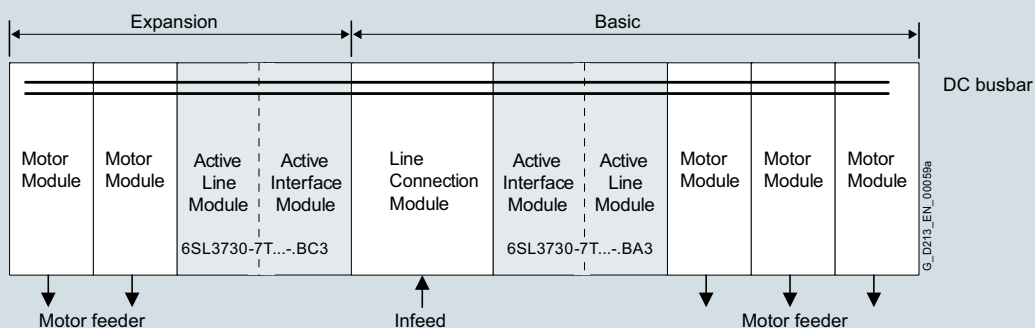 Expansion
Basic
DC busbar
Motor
Module
Motor
Module
Active
Line
Module
Active
Interface
Module
Line
Connection
Module
Active
Interface
Module
Active
Line
Module
Motor
Module
Motor
Module
Motor
Module
6SL3730-7T...-.BC3
6SL3730-7T...-.BA3
G_D213_EN_00059a
Motor feeder
Infeed
Motor feeder